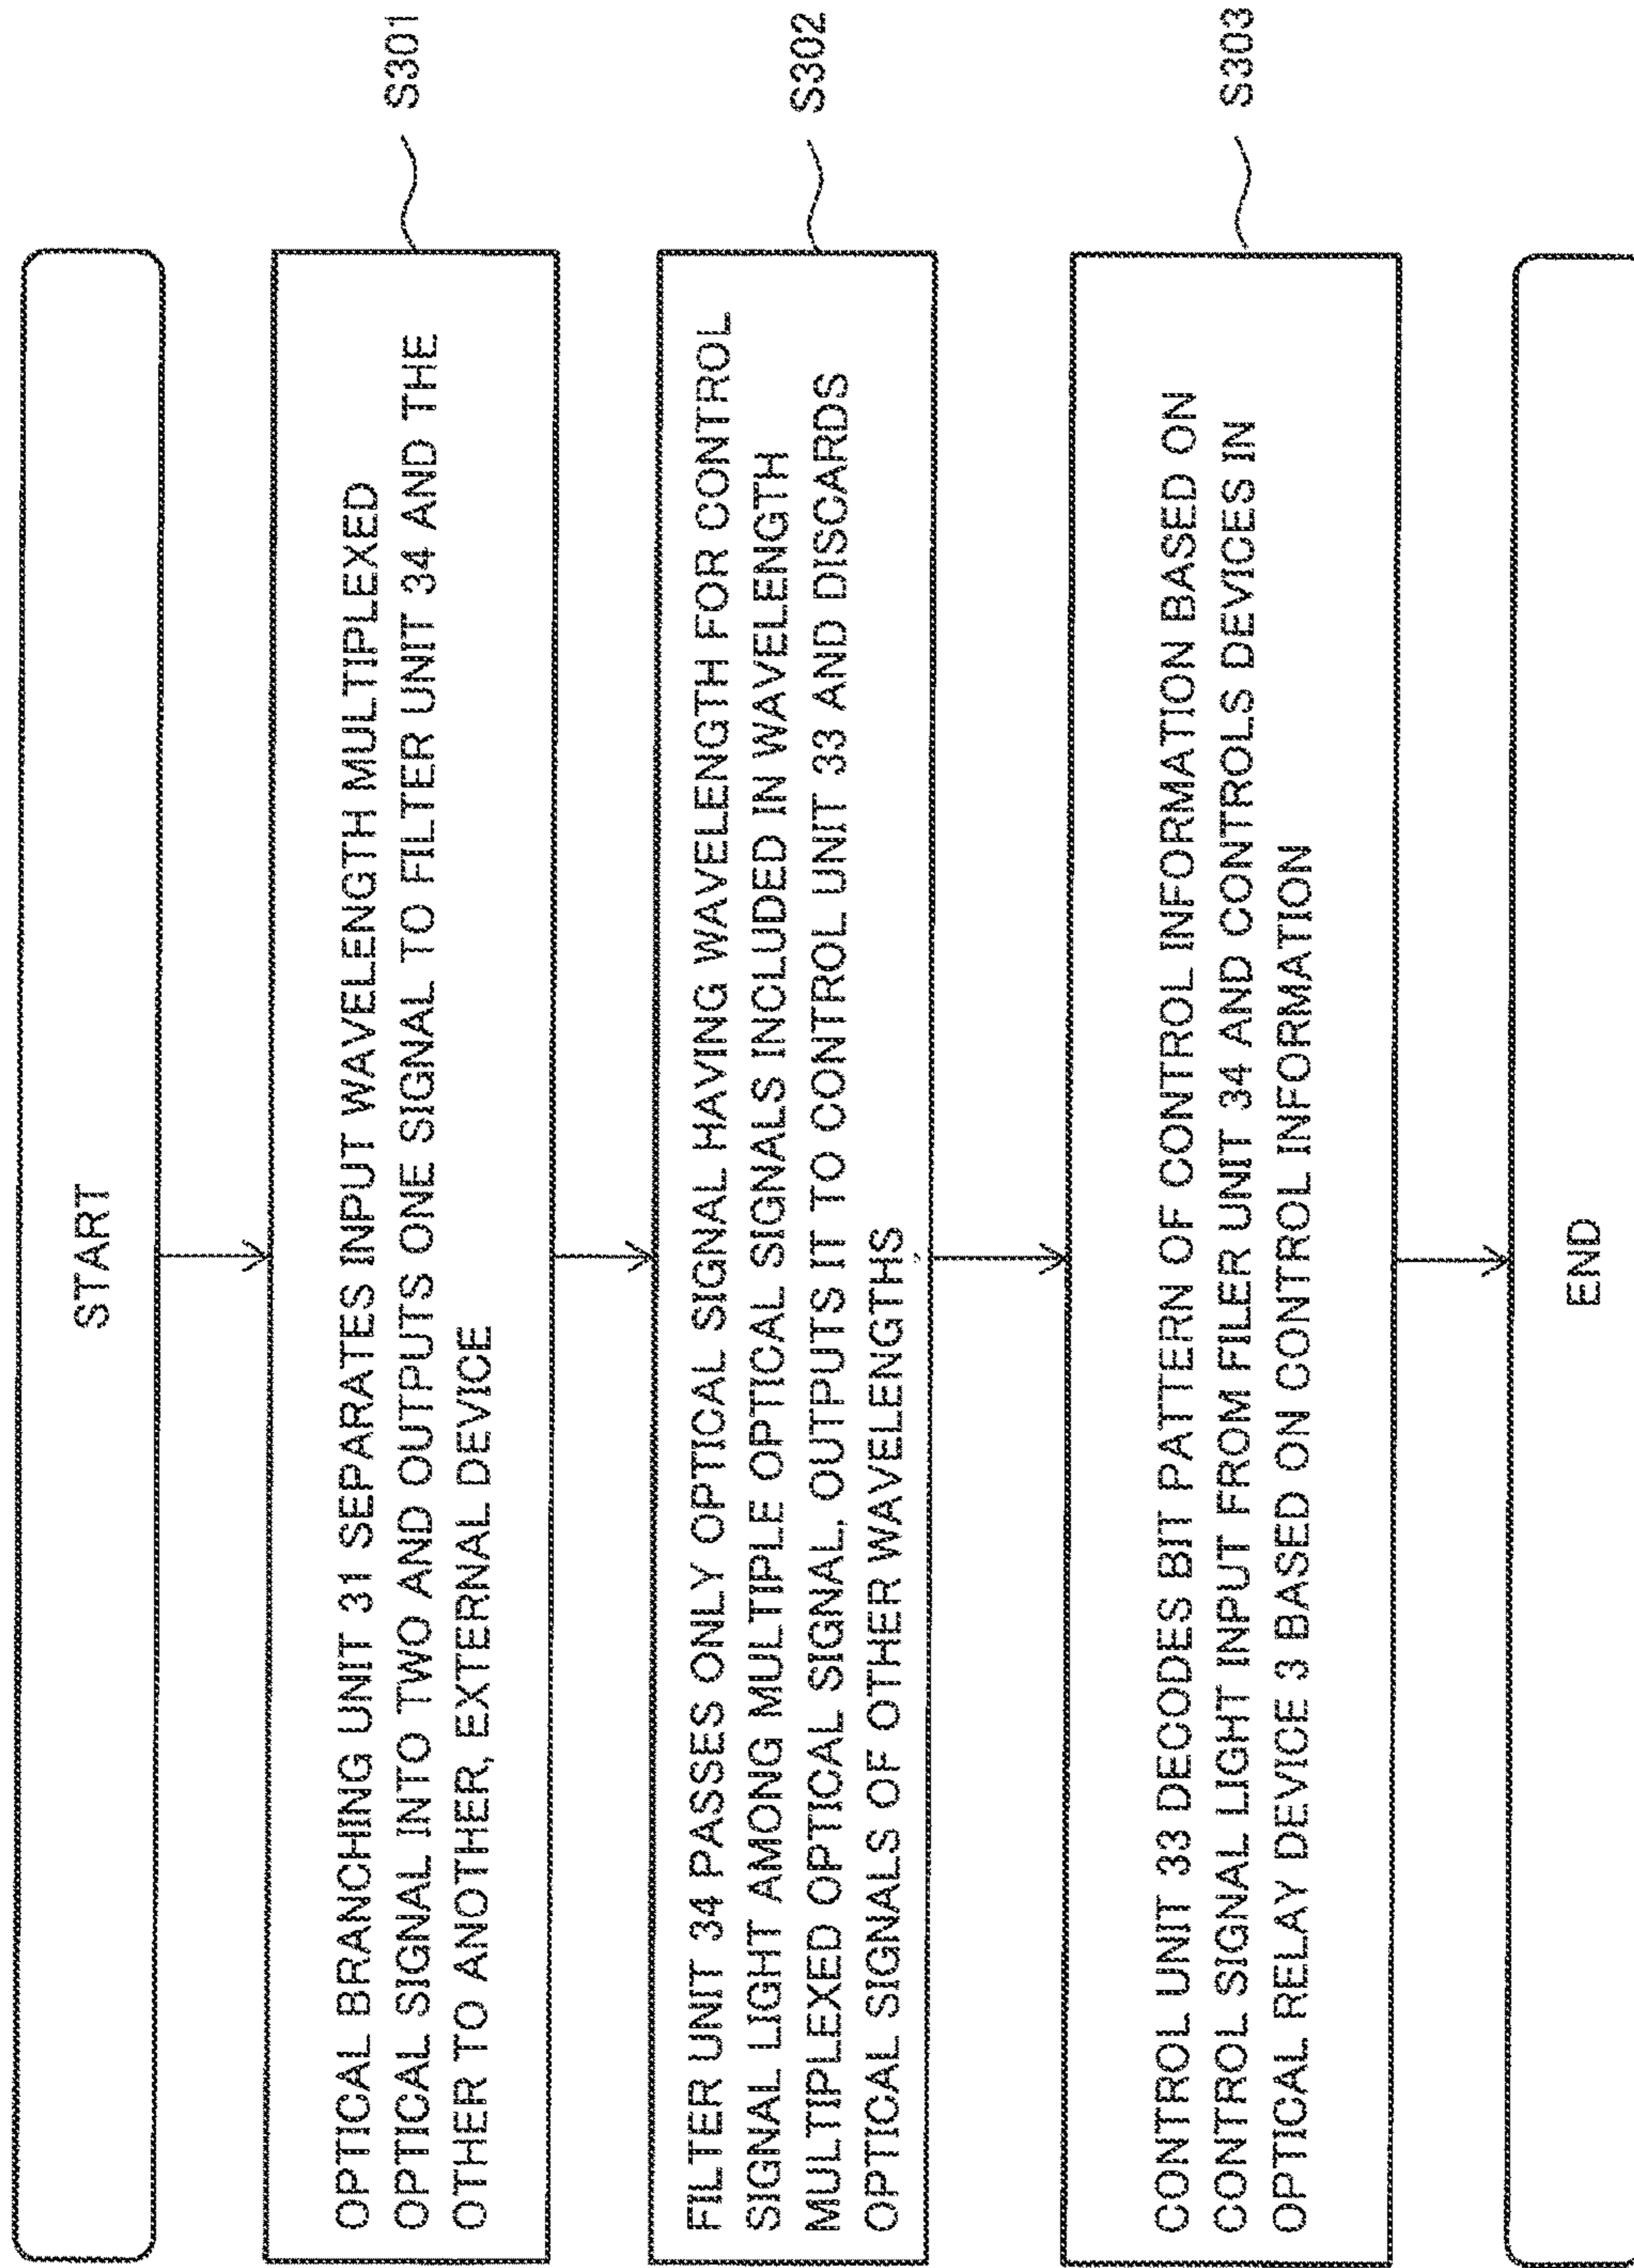 START
OPTICAL BRANCHING UNIT 31 SEPARATES INPUT WAVELENGTH MULTIPLEXED
OPTICAL SIGNAL INTO TWO AND OUTPUTS ONE SIGNAL TO FILTER UNIT 34 AND THE
OTHER TO ANOTHER, EXTERNAL DEVICE
S301
FILTER UNIT 34 PASSES ONLY OPTICAL SIGNAL HAVING WAVELENGTH FOR CONTROL
SIGNAL LIGHT AMONG MULTIPLE OPTICAL SIGNALS INCLUDED IN WAVELENGTH
MULTIPLEXED OPTICAL SIGNAL, OUTPUTS IT TO CONTROL UNIT 33 AND DISCARDS
OPTICAL SIGNALS OF OTHER WAVELENGTHS
S302
CONTROL UNIT 33 DECODES BIT PATTERN OF CONTROL INFORMATION BASED ON
CONTROL SIGNAL LIGHT INPUT FROM FILER UNIT 34 AND CONTROLS DEVICES IN
OPTICAL RELAY DEVICE 3 BASED ON CONTROL INFORMATION
S303
END